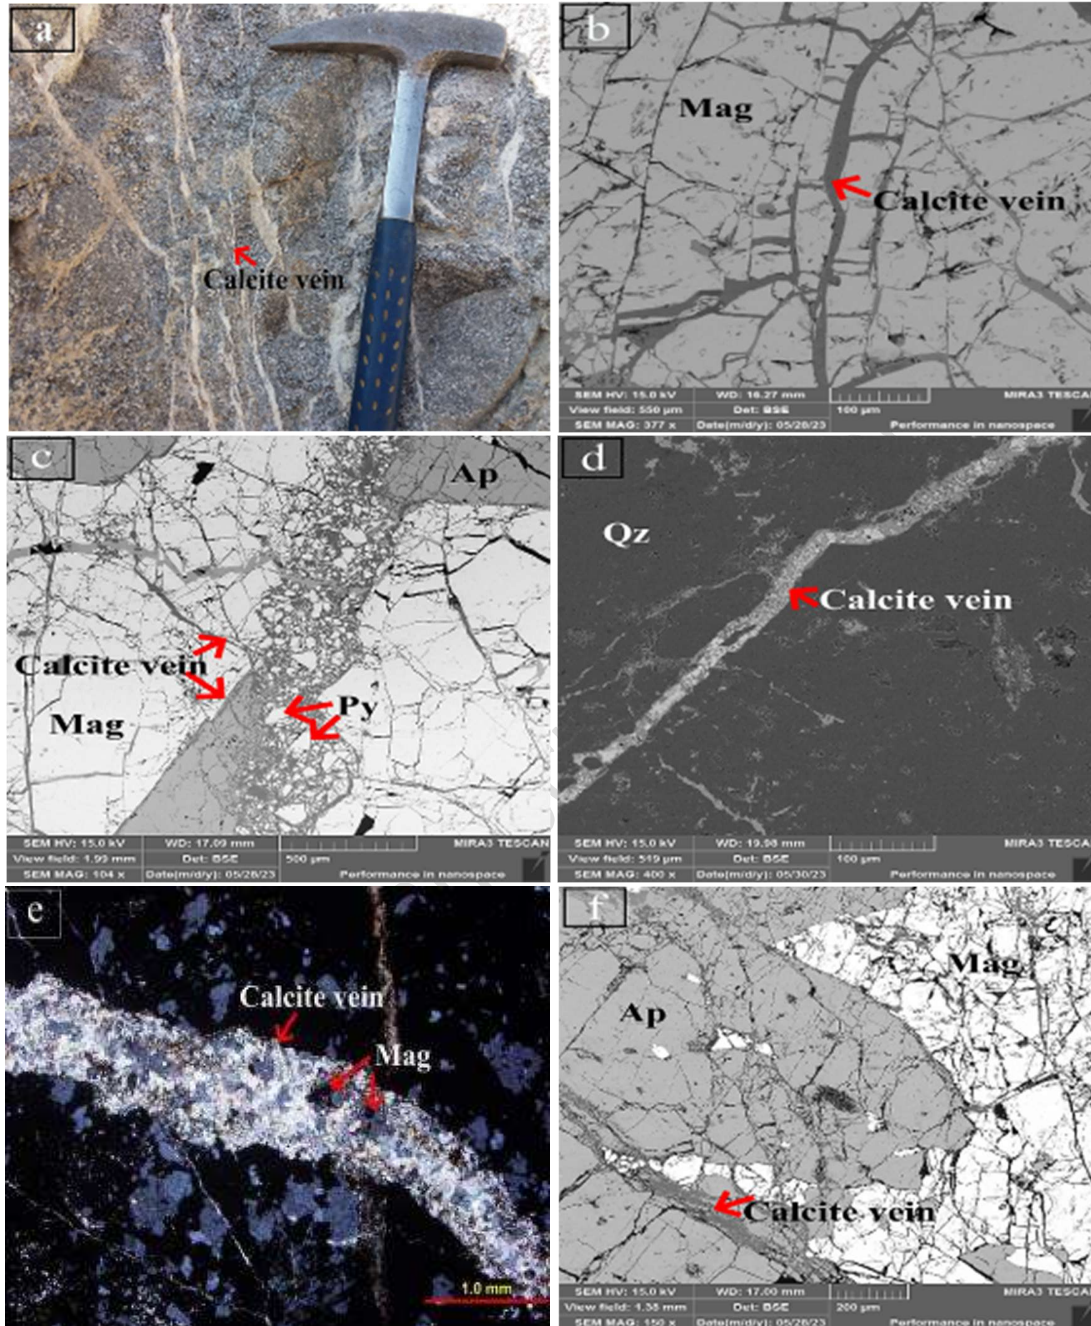 a
Calcite vein
b
Mag
Calcite vein
SEM HV: 15.0 kV WD: 16.27 mm MIRA3 TESCAN
View field: 550 µm Det: BSE 100 µm
SEM MAG: 377 x Date(m/d/y): 05/28/23 Performance in nanospace
c
Ap
Calcite vein
Py
Mag
SEM HV: 15.0 kV WD: 17.09 mm MIRA3 TESCAN
View field: 1.99 mm Det: BSE 500 µm
SEM MAG: 104 x Date(m/d/y): 05/28/23 Performance in nanospace
d
Qz
Calcite vein
SEM HV: 15.0 kV WD: 19.98 mm MIRA3 TESCAN
View field: 519 µm Det: BSE 100 µm
SEM MAG: 400 x Date(m/d/y): 05/30/23 Performance in nanospace
e
Calcite vein
Mag
1.0 mm
f
Mag
Ap
Calcite vein
SEM HV: 15.0 kV WD: 17.00 mm MIRA3 TESCAN
View field: 1.38 mm Det: BSE 200 µm
SEM MAG: 150 x Date(m/d/y): 05/28/23 Performance in nanospace